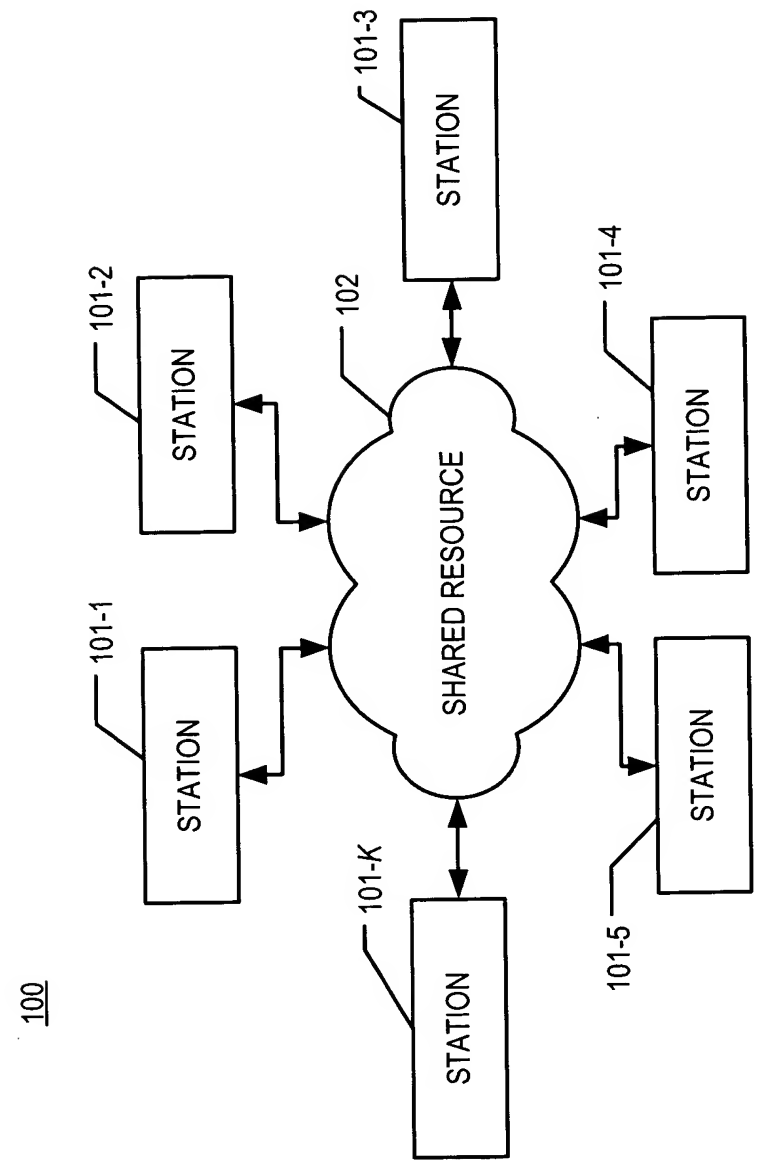 100
101-1
STATION
101-2
STATION
101-K
STATION
SHARED RESOURCE
102
101-3
STATION
101-5
STATION
101-4
STATION